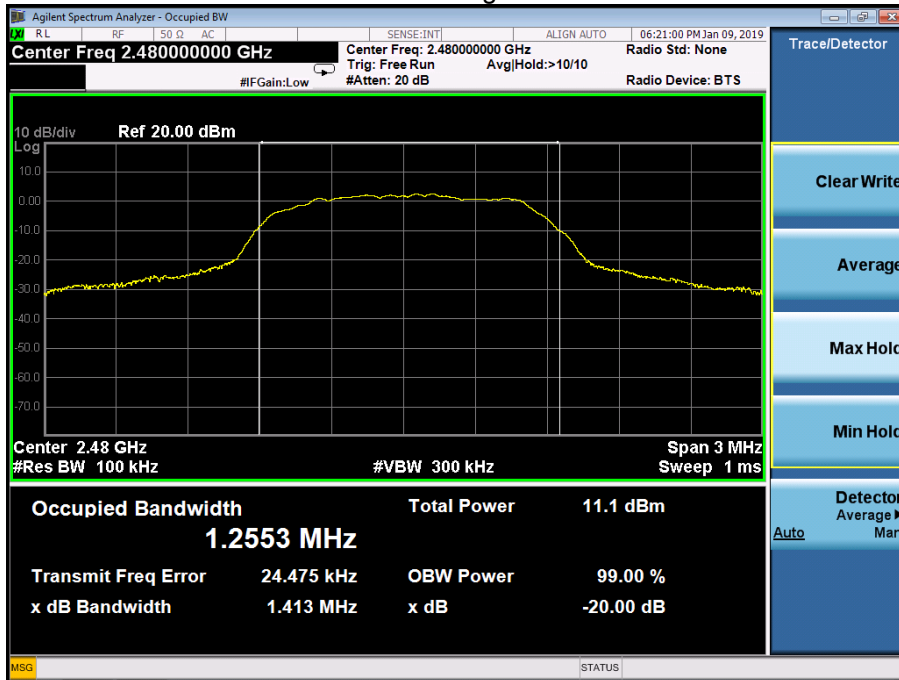 Agilent Spectrum Analyzer - Occupied BW
LXI RL RF 50 Ω AC SENSE:INT ALIGN AUTO 06:21:00 PM Jan 09, 2019
Center Freq 2.480000000 GHz
Center Freq: 2.480000000 GHz
Radio Std: None
Trig: Free Run Avg|Hold:>10/10
#IFGain:Low #Atten: 20 dB Radio Device: BTS
Trace/Detector
10 dB/div Ref 20.00 dBm
Log
10.0
0.00
-10.0
-20.0
-30.0
-40.0
-50.0
-60.0
-70.0
Center 2.48 GHz Span 3 MHz
#Res BW 100 kHz #VBW 300 kHz Sweep 1 ms
Clear Write
Average
Max Hold
Min Hold
Detector
Average
Auto Man
Occupied Bandwidth Total Power 11.1 dBm
1.2553 MHz
Transmit Freq Error 24.475 kHz OBW Power 99.00 %
x dB Bandwidth 1.413 MHz x dB -20.00 dB
MSG STATUS